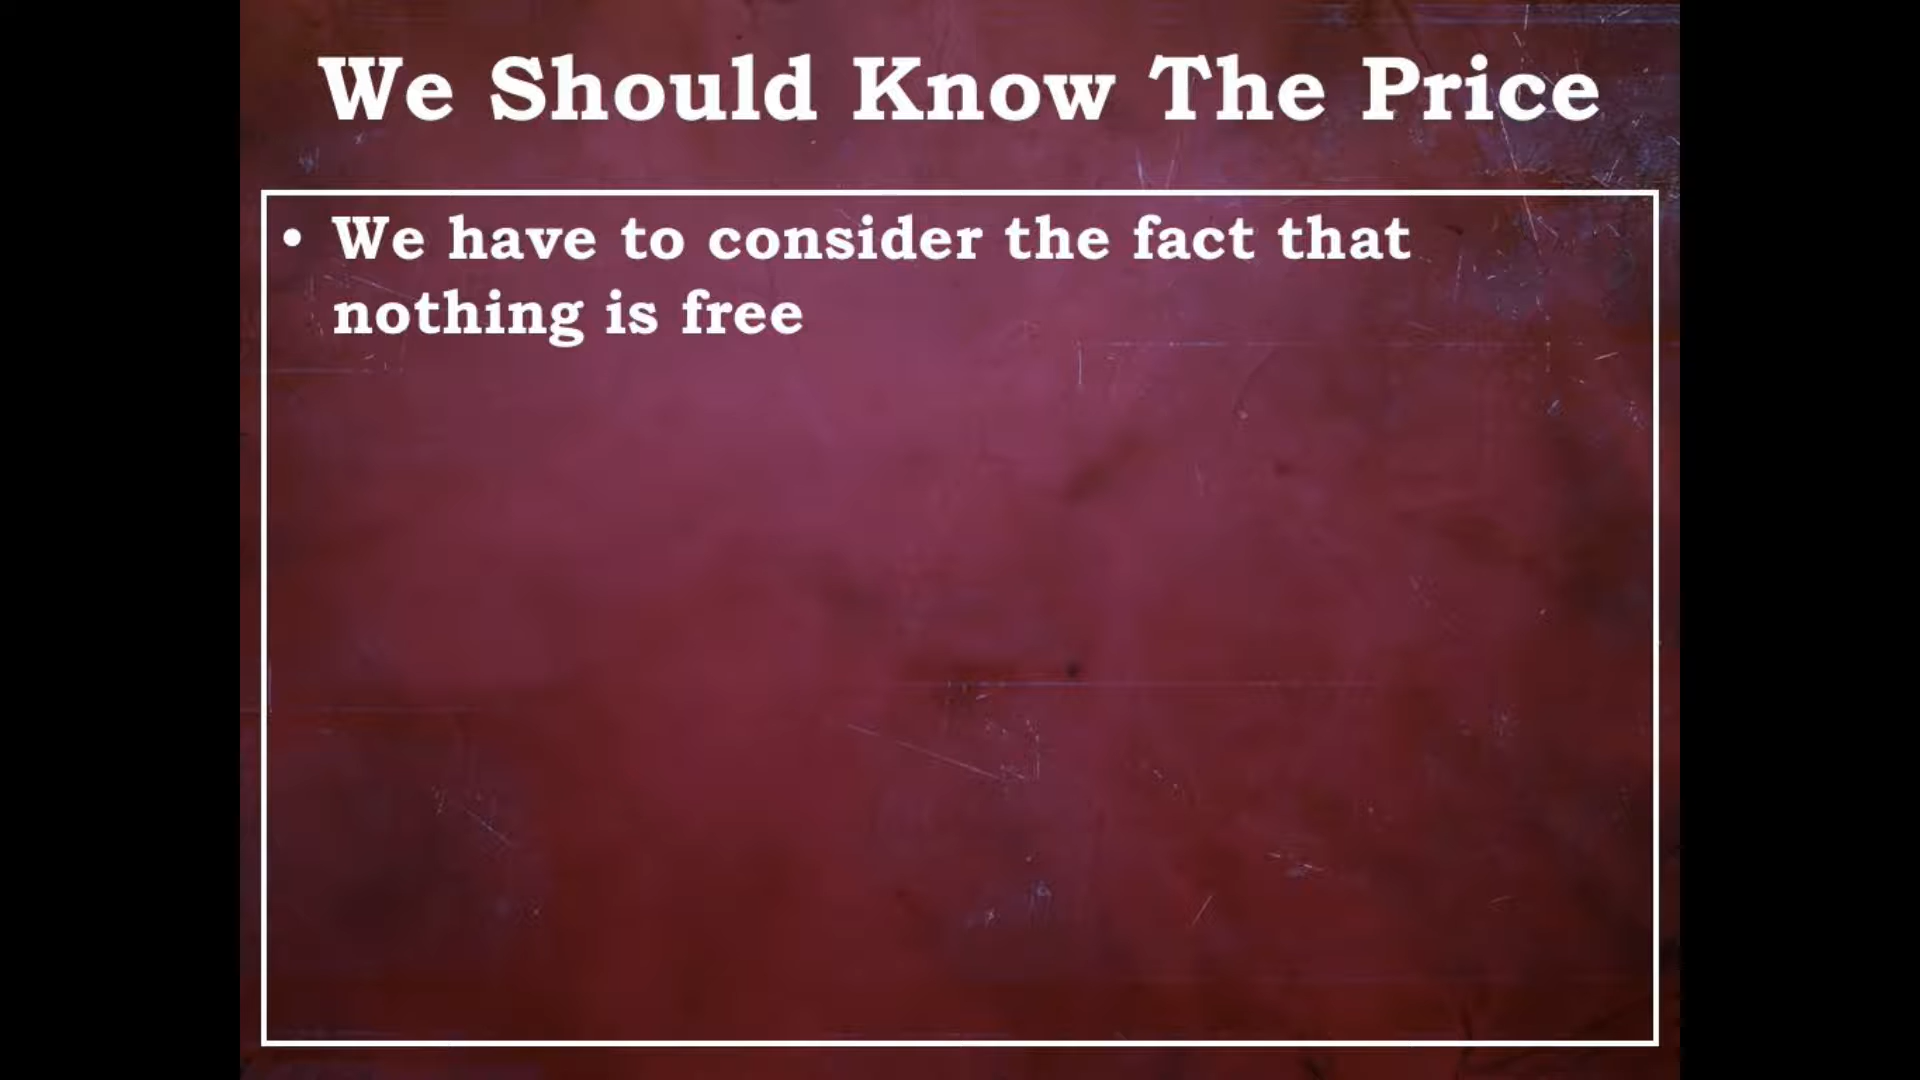 We Should Know The Price
• We have to consider the fact that
nothing is free